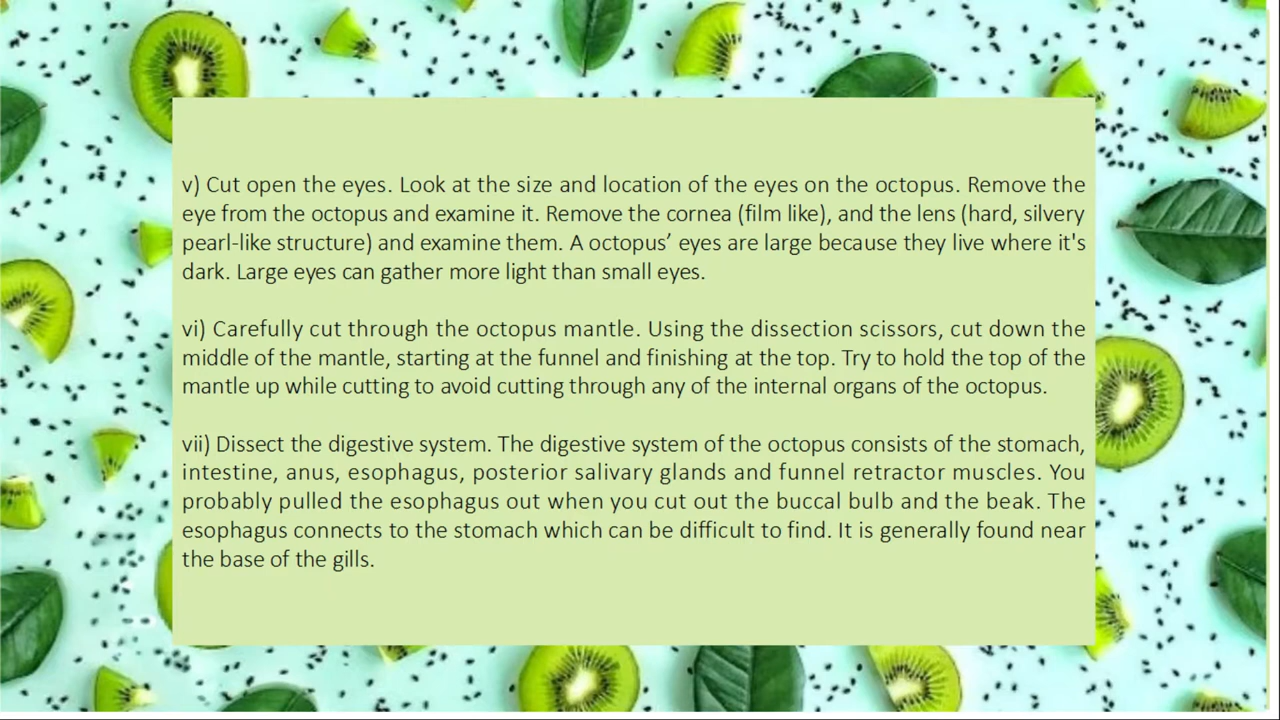 v) Cut open the eyes. Look at the size and location of the eyes on the octopus. Remove the
eye from the octopus and examine it. Remove the cornea (film like), and the lens (hard, silvery
pearl-like structure) and examine them. A octopus’ eyes are large because they live where it's
dark. Large eyes can gather more light than small eyes.
vi) Carefully cut through the octopus mantle. Using the dissection scissors, cut down the
middle of the mantle, starting at the funnel and finishing at the top. Try to hold the top of the
mantle up while cutting to avoid cutting through any of the internal organs of the octopus.
vii) Dissect the digestive system. The digestive system of the octopus consists of the stomach,
intestine, anus, esophagus, posterior salivary glands and funnel retractor muscles. You
probably pulled the esophagus out when you cut out the buccal bulb and the beak. The
esophagus connects to the stomach which can be difficult to find. It is generally found near
the base of the gills.